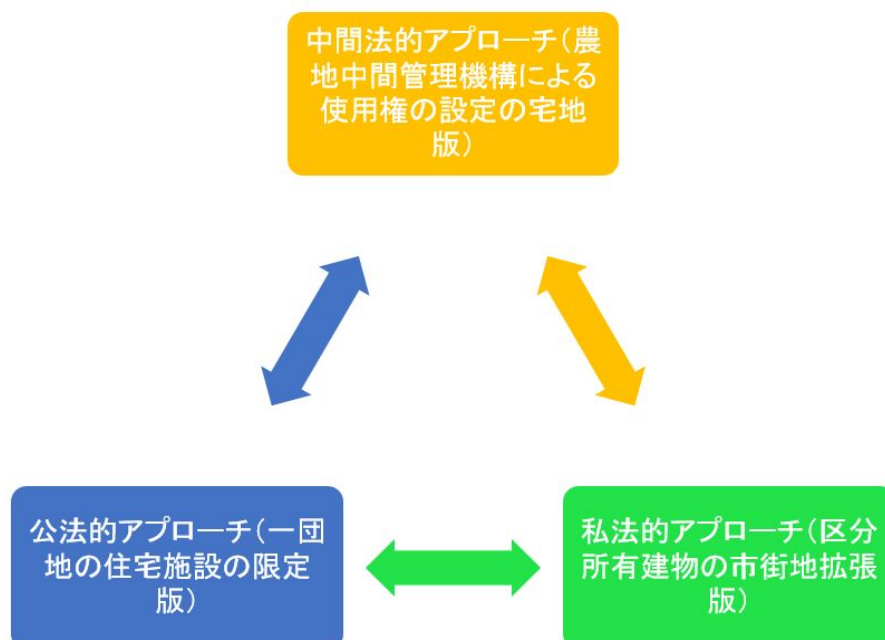 中間法的アプローチ(農
地中間管理機構による
使用権の設定の宅地
版)
公法的アプローチ(一団
地の住宅施設の限定
版)
私法的アプローチ(区分
所有建物の市街地拡張
版)